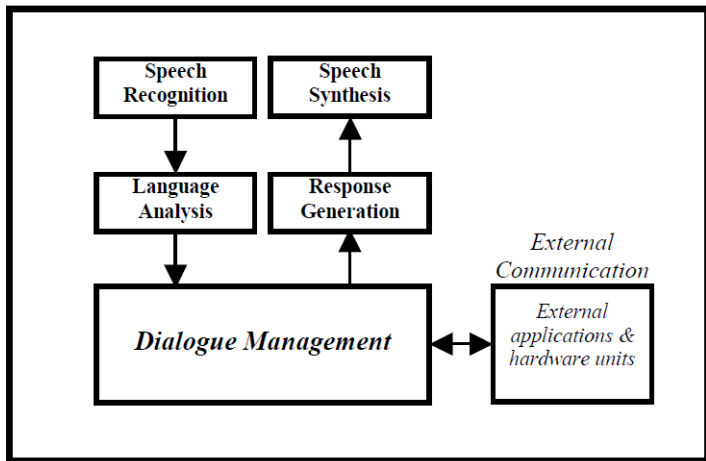 Speech
Recognition
Speech
Synthesis
Language
Analysis
Response
Generation
External
Communication
Dialogue Management
External
applications &
hardware units